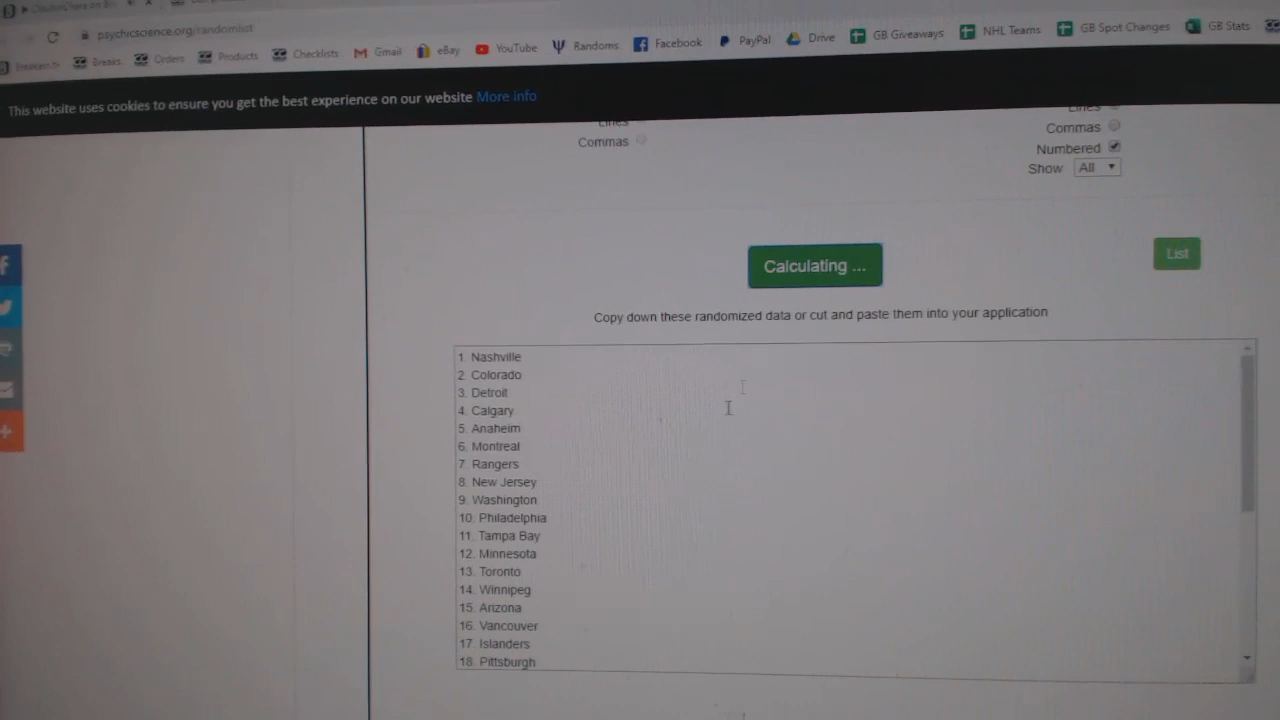 psychicscience.org/randomlist
Breaks Orders Products Checklists Gmail eBay YouTube Randoms Facebook PayPal Drive GB Giveaways NHL Teams GB Spot Changes GB Stats
This website uses cookies to ensure you get the best experience on our website More info
Lines
Lines
Commas
Commas
Numbered
Show All
Calculating ...
List
Copy down these randomized data or cut and paste them into your application
1. Nashville
2. Colorado
3. Detroit
4. Calgary
5. Anaheim
6. Montreal
7. Rangers
8. New Jersey
9. Washington
10. Philadelphia
11. Tampa Bay
12. Minnesota
13. Toronto
14. Winnipeg
15. Arizona
16. Vancouver
17. Islanders
18. Pittsburgh